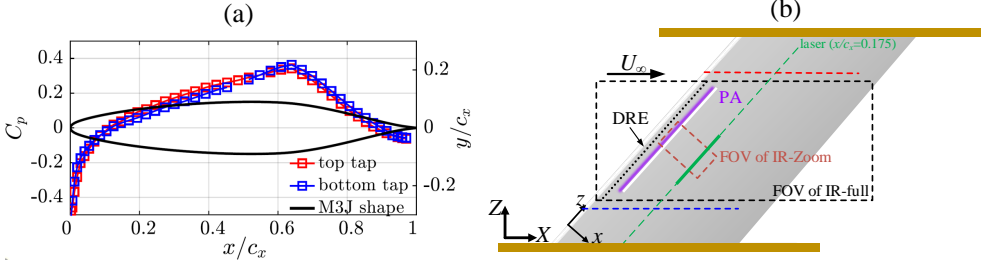 (a)
0.4
0.2
0
-0.2
-0.4
C_p
0.2
0
-0.2
y/c_x
top tap
bottom tap
M3J shape
0 0.2 0.4 0.6 0.8 1
x/c_x
(b)
laser (x/c_x=0.175)
U_∞
PA
DRE
FOV of IR-Zoom
FOV of IR-full
z
Z
X
x